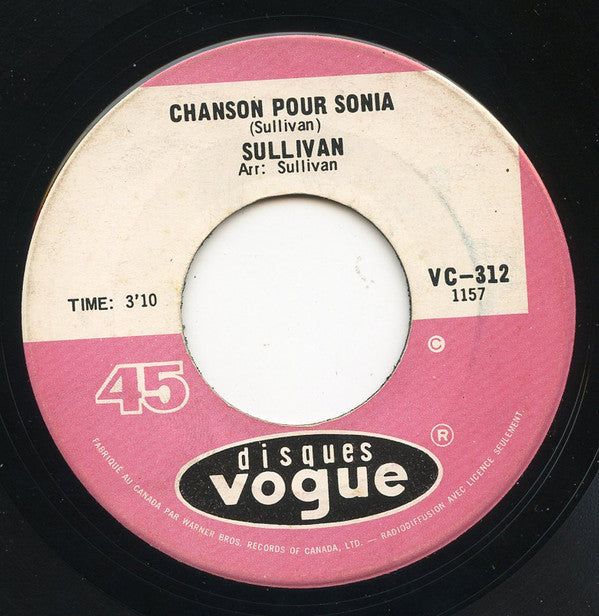 CHANSON POUR SONIA
(Sullivan)
SULLIVAN
Arr: Sullivan
VC-312
1157
TIME: 3'10
©
45
®
disques
vogue
FABRIQUÉ AU CANADA PAR WARNER BROS. RECORDS OF CANADA, LTD. — RADIODIFFUSION AVEC LICENCE SEULEMENT.